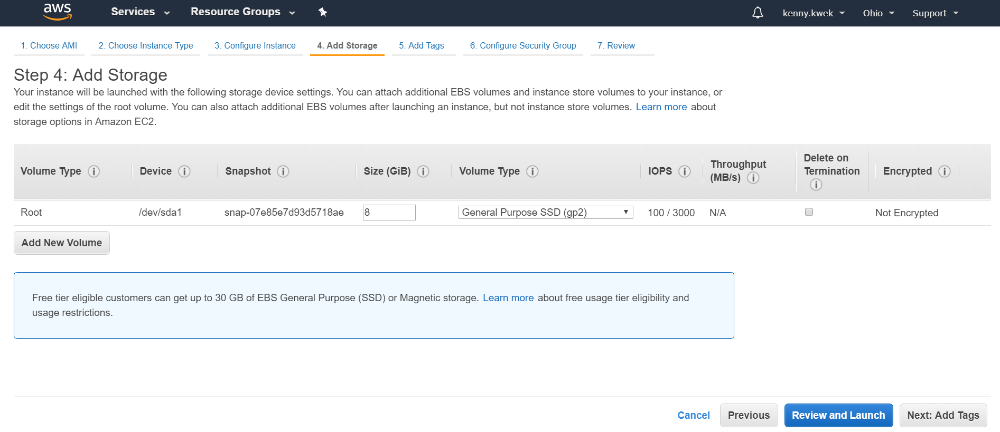 aws Services Resource Groups kenny.kwek Ohio Support
1. Choose AMI 2. Choose Instance Type 3. Configure Instance 4. Add Storage 5. Add Tags 6. Configure Security Group 7. Review
Step 4: Add Storage
Your instance will be launched with the following storage device settings. You can attach additional EBS volumes and instance store volumes to your instance, or
edit the settings of the root volume. You can also attach additional EBS volumes after launching an instance, but not instance store volumes. Learn more about
storage options in Amazon EC2.
Volume Type i Device i Snapshot i Size (GiB) i Volume Type i IOPS i Throughput (MB/s) i Delete on Termination i Encrypted i
Root /dev/sda1 snap-07e85e7d93d5718ae 8 General Purpose SSD (gp2) 100 / 3000 N/A Not Encrypted
Add New Volume
Free tier eligible customers can get up to 30 GB of EBS General Purpose (SSD) or Magnetic storage. Learn more about free usage tier eligibility and
usage restrictions.
Cancel Previous Review and Launch Next: Add Tags